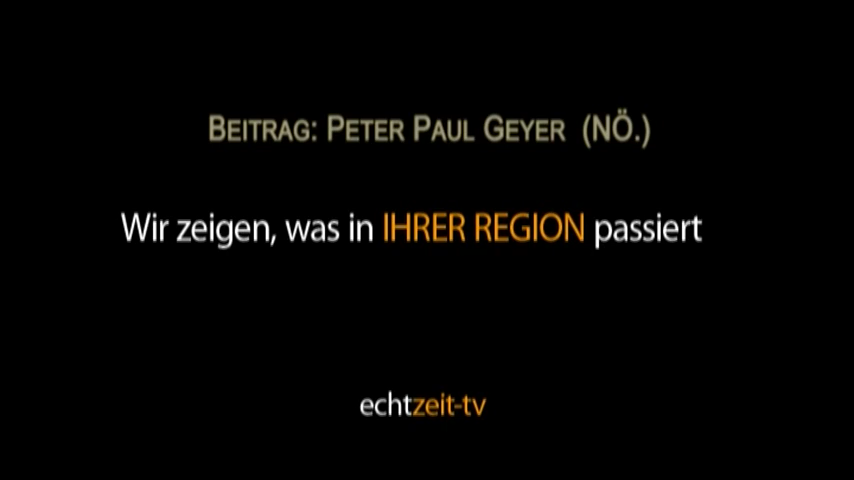 BEITRAG: PETER PAUL GEYER (NÖ.)
Wir zeigen, was in IHRER REGION passiert
echtzeit-tv